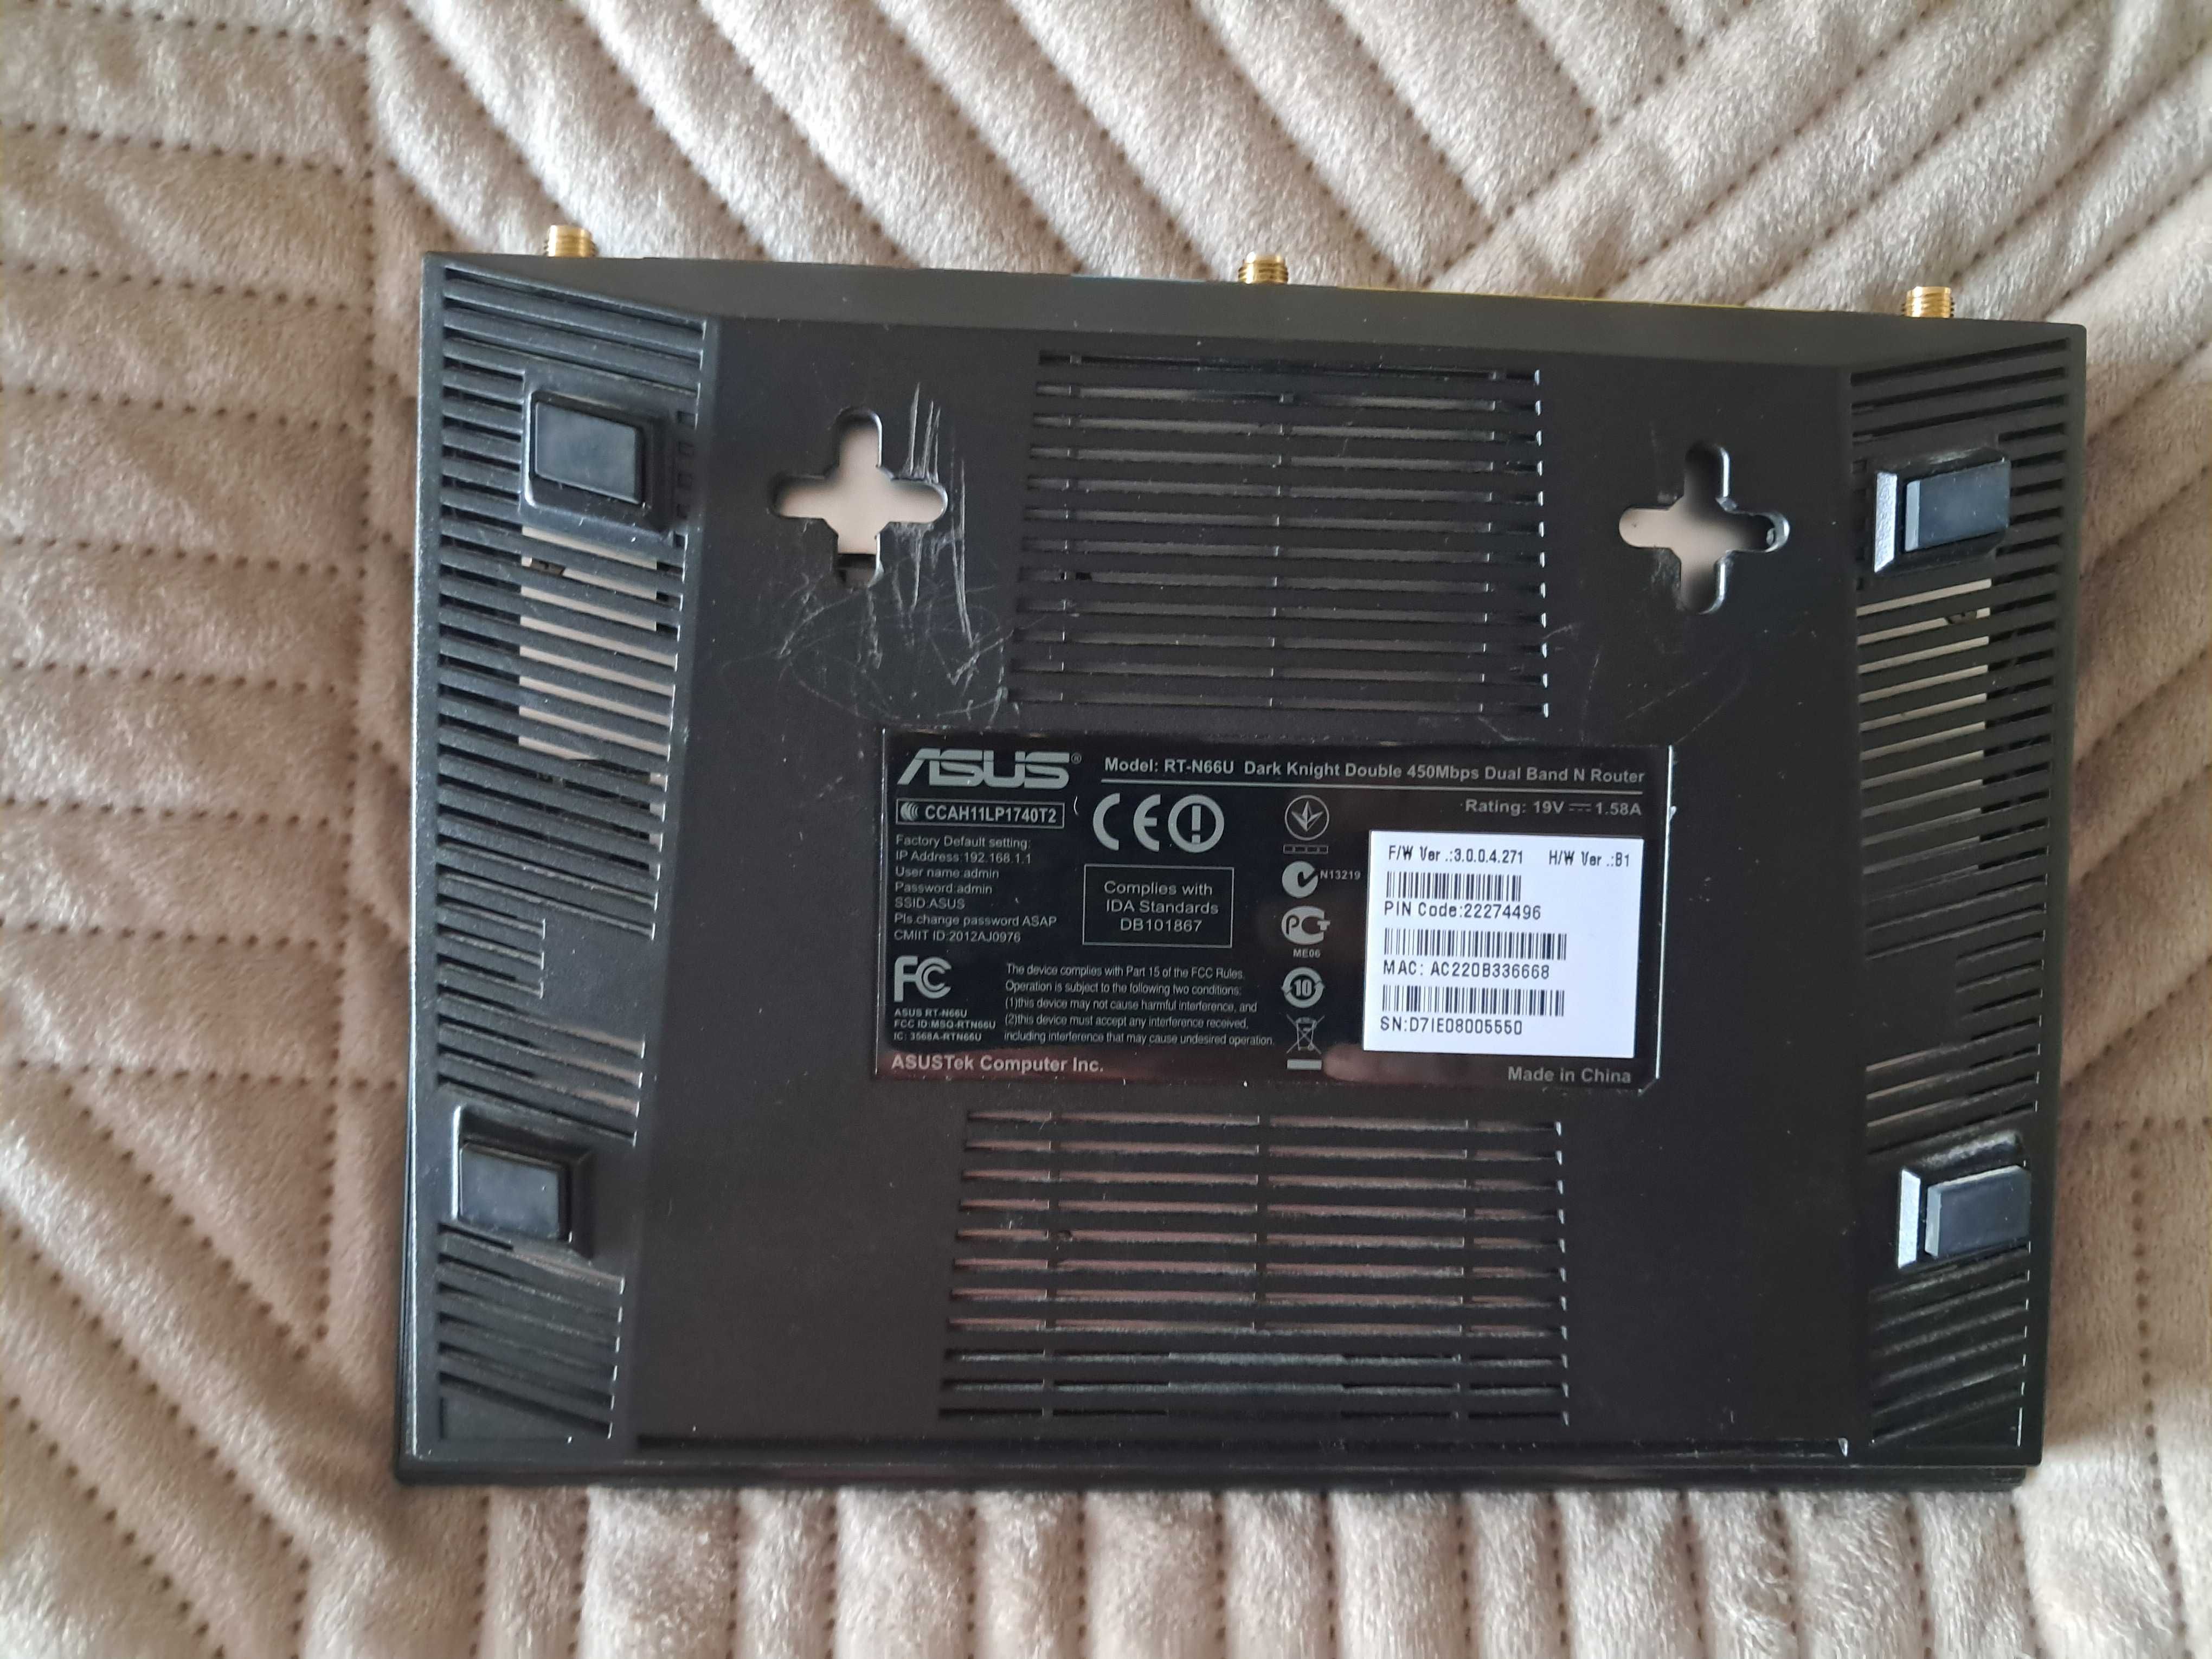 ASUS®
Model: RT-N66U Dark Knight Double 450Mbps Dual Band N Router
CCAH11LP1740T2
Rating: 19V 1.58A
Factory Default setting:
IP Address:192.168.1.1
User name:admin
Password:admin
SSID:ASUS
Pls.change password ASAP
CMIIT ID:2012AJ0976
CE
Complies with
IDA Standards
DB101867
N13219
ME06
10
F/W Ver .:3.0.0.4.271 H/W Ver .:B1
PIN Code:22274496
MAC: AC220B336668
SN:D7IE08005550
FC
ASUS RT-N66U
FCC ID:MSQ-RTN66U
IC: 3568A-RTN66U
The device complies with Part 15 of the FCC Rules.
Operation is subject to the following two conditions:
(1)this device may not cause harmful interference, and
(2)this device must accept any interference received,
including interference that may cause undesired operation.
ASUSTek Computer Inc.
Made in China